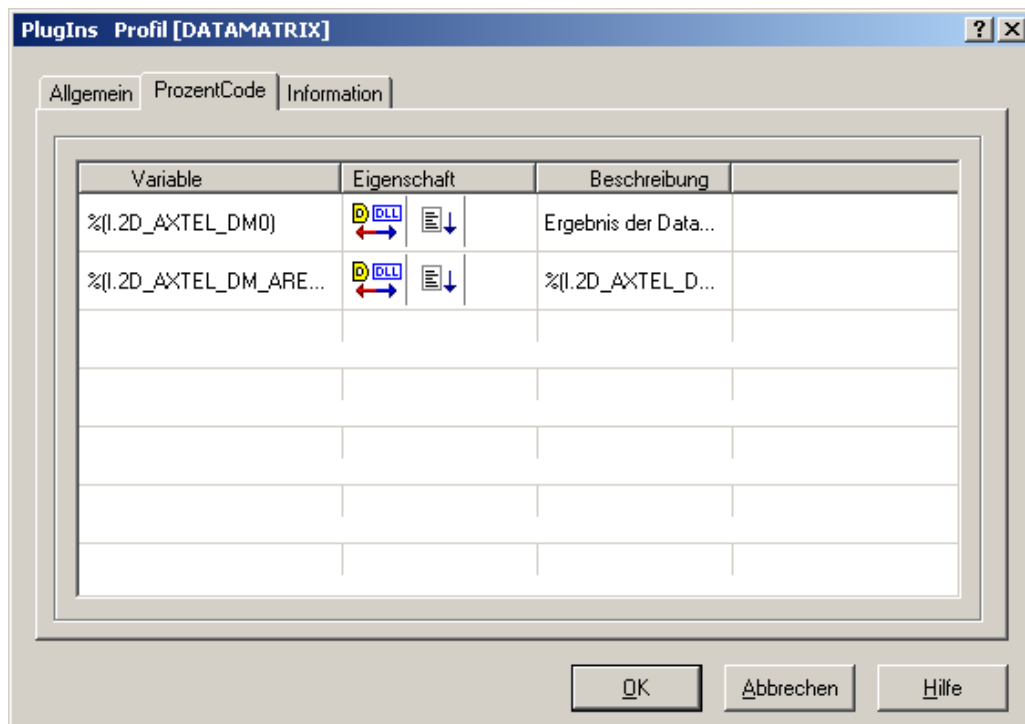 PlugIns Profil [DATAMATRIX]
Allgemein ProzentCode Information
Variable Eigenschaft Beschreibung
%(I.2D_AXTEL_DM0) D DLL Ergebnis der Data...
%(I.2D_AXTEL_DM_ARE... D DLL %(I.2D_AXTEL_D...
OK Abbrechen Hilfe